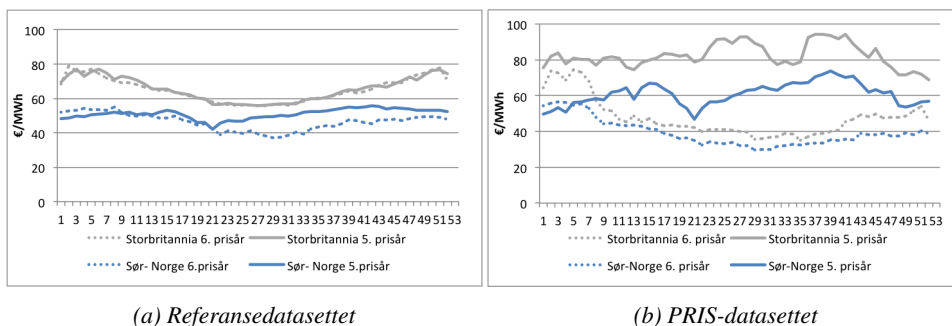 100
80
60
40
20
0
€/MWh
1 3 5 7 9 11 13 15 17 19 21 23 25 27 29 31 33 35 37 39 41 43 45 47 49 51 53
Storbritannia 6. prisår
Storbritannia 5. prisår
Sør- Norge 6.prisår
Sør- Norge 5.prisår
(a) Referansedatasettet
100
80
60
40
20
0
€/MWh
1 3 5 7 9 11 13 15 17 19 21 23 25 27 29 31 33 35 37 39 41 43 45 47 49 51 53
Storbritannia 6. prisår
Storbritannia 5. prisår
Sør-Norge 6.prisår
Sør-Norge 5. prisår
(b) PRIS-datasettet